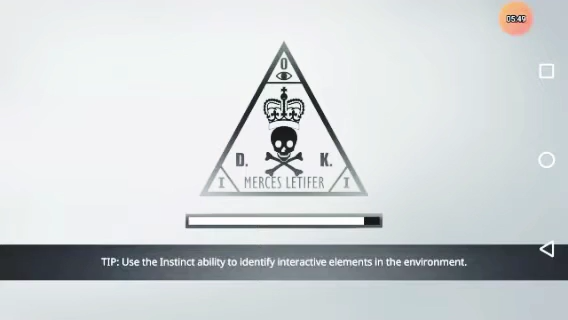 05:49
O
D. K.
I MERCES LETIFER I
TIP: Use the Instinct ability to identify interactive elements in the environment.